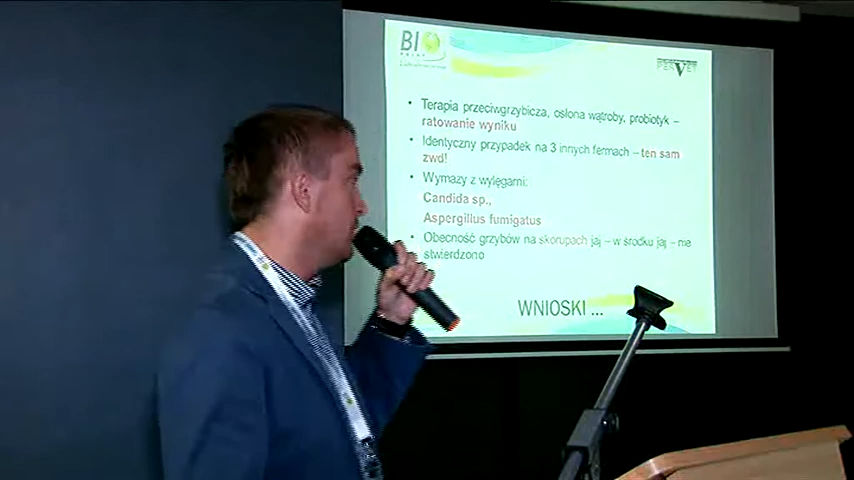 BI
PERVET
• Terapia przeciwgrzybicza, osłona wątroby, probiotyk –
ratowanie wyniku
• Identyczny przypadek na 3 innych fermach – ten sam
zwd!
• Wymazy z wylęgarni:
Candida sp.,
Aspergillus fumigatus
• Obecność grzybów na skorupach jaj – w środku jaj – nie
stwierdzono
WNIOSKI ...